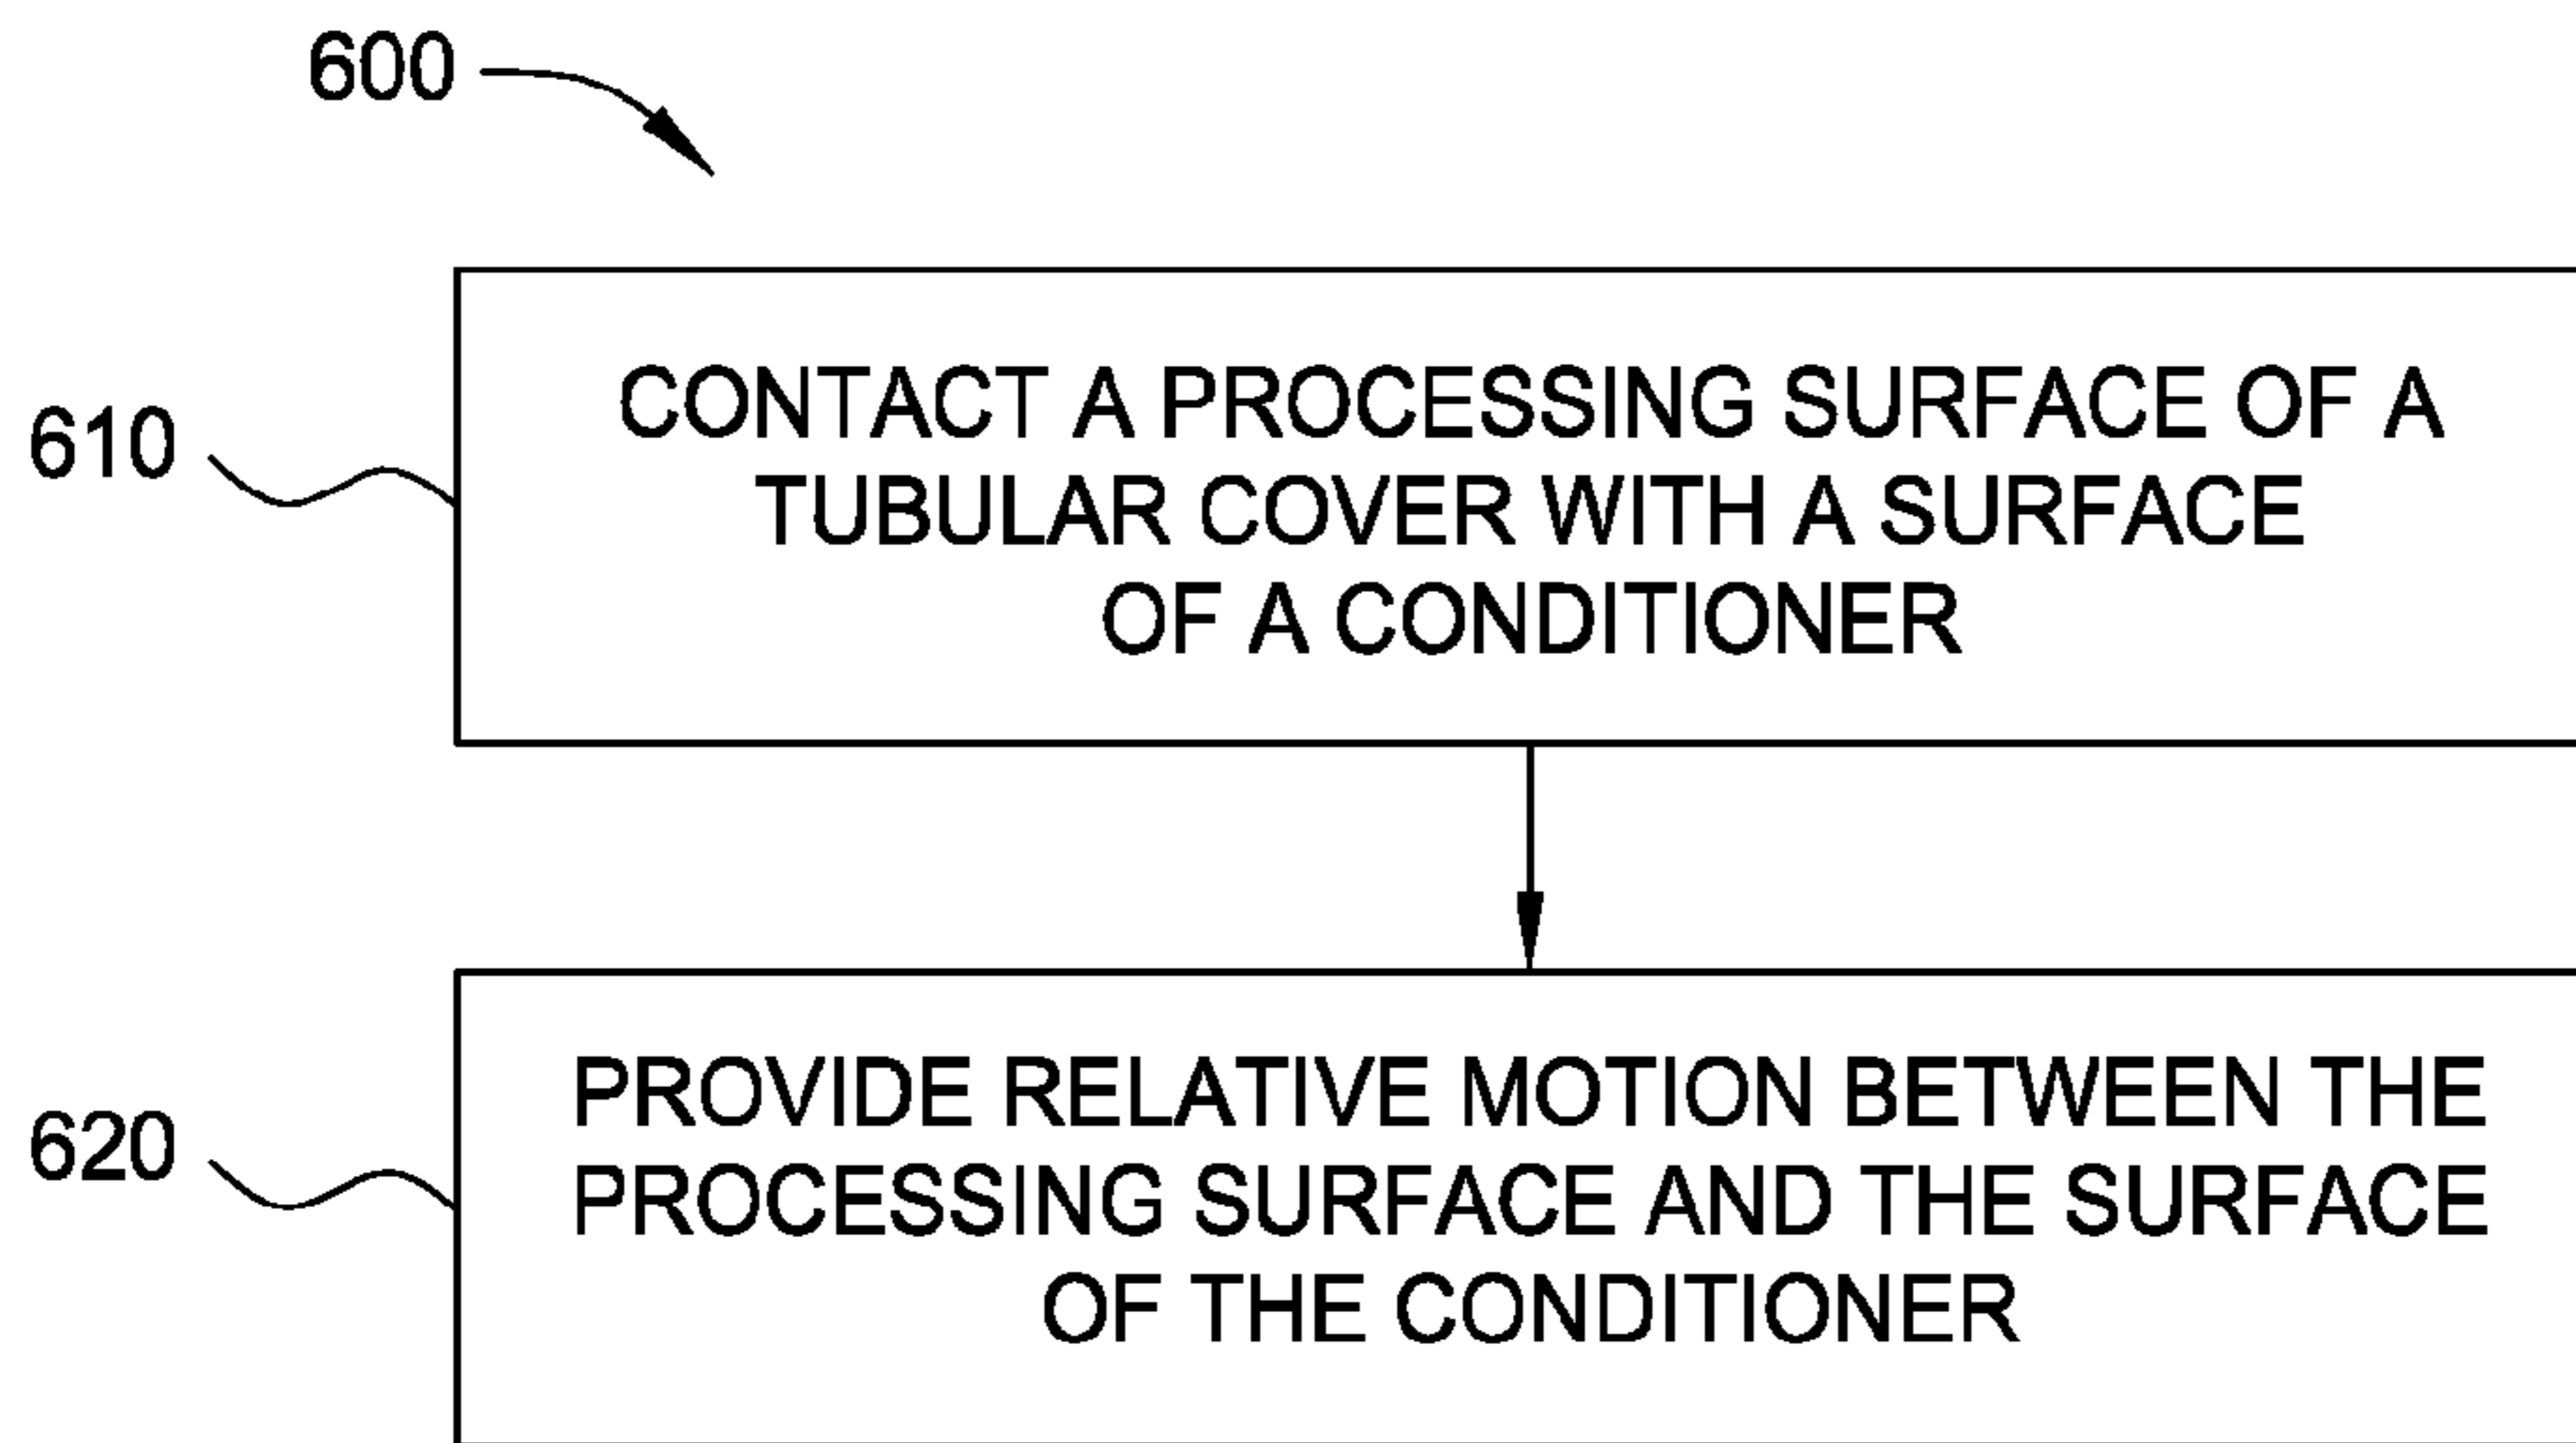 600
610
CONTACT A PROCESSING SURFACE OF A
TUBULAR COVER WITH A SURFACE
OF A CONDITIONER
620
PROVIDE RELATIVE MOTION BETWEEN THE
PROCESSING SURFACE AND THE SURFACE
OF THE CONDITIONER